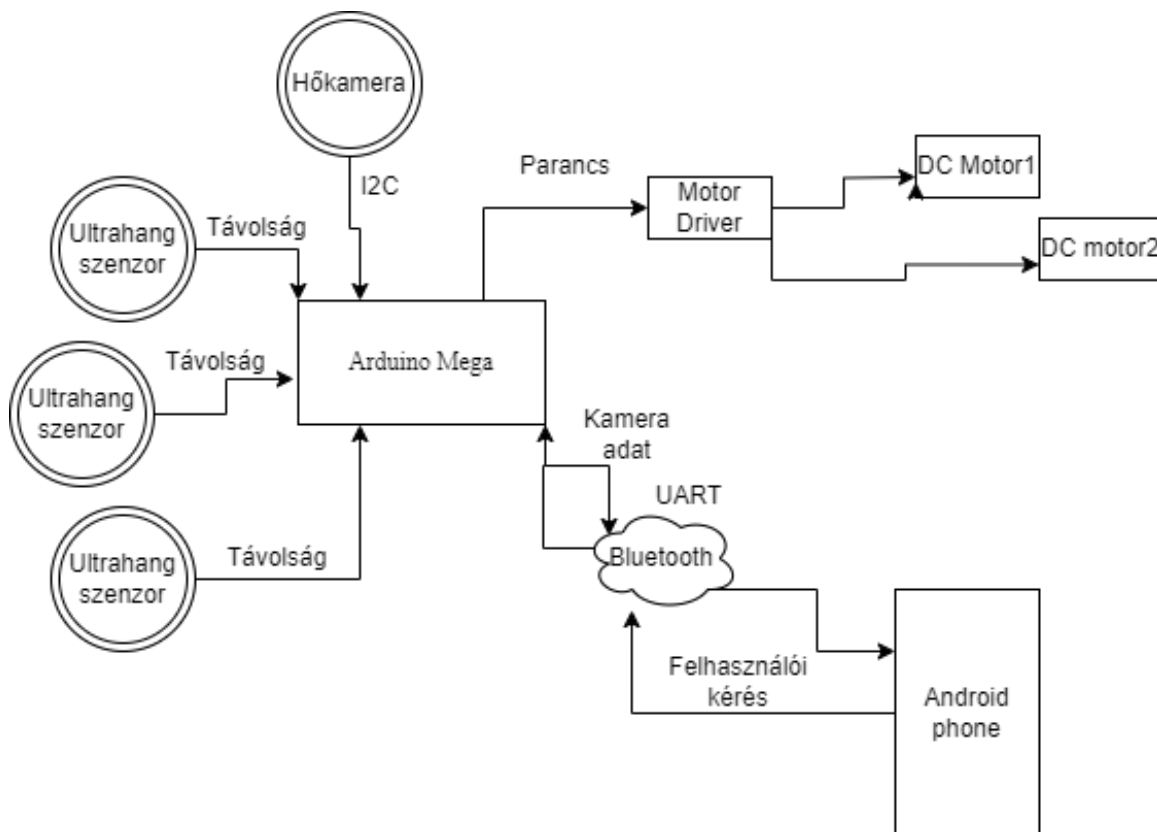 Hőkamera
I2C
Parancs
DC Motor1
Motor
Driver
DC motor2
Ultrahang
szenzor
Távolság
Ultrahang
szenzor
Távolság
Arduino Mega
Ultrahang
szenzor
Távolság
Kamera
adat
UART
Bluetooth
Felhasználói
kérés
Android
phone